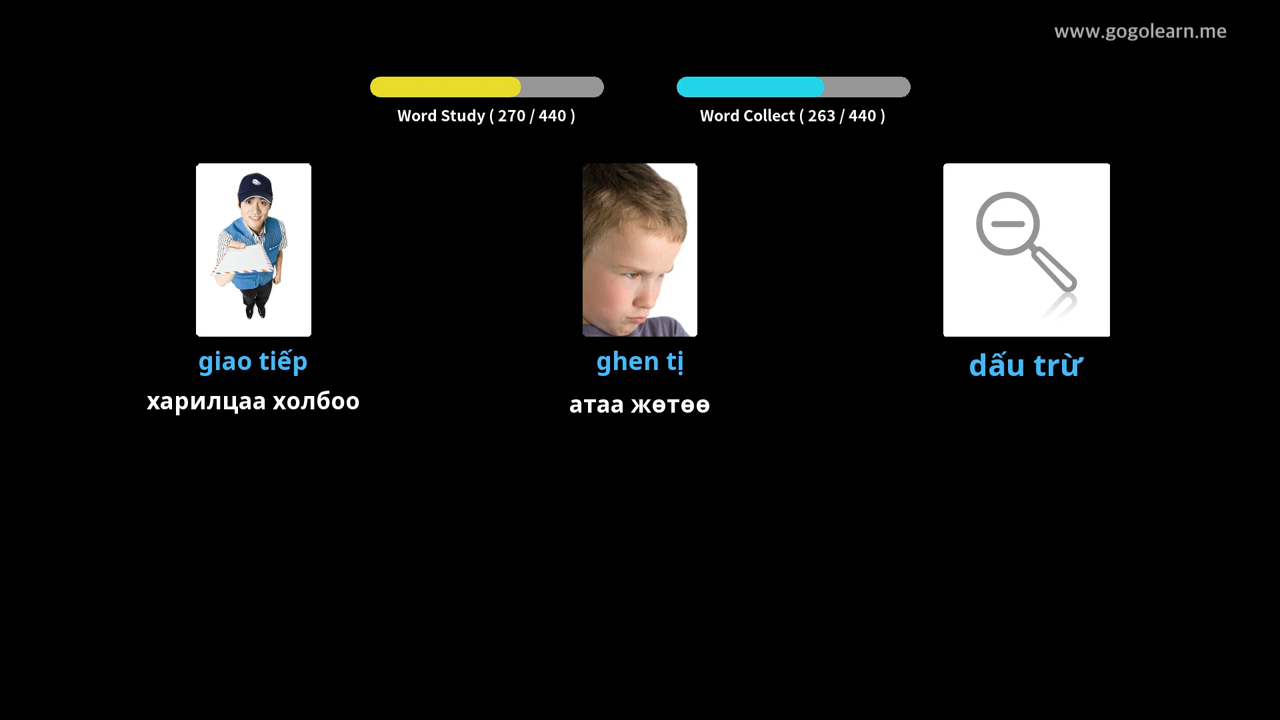 www.gogolearn.me
Word Study ( 270 / 440 )
Word Collect ( 263 / 440 )
giao tiếp
ghen tị
dấu trừ
харилцаа холбоо
атаа жөтөө